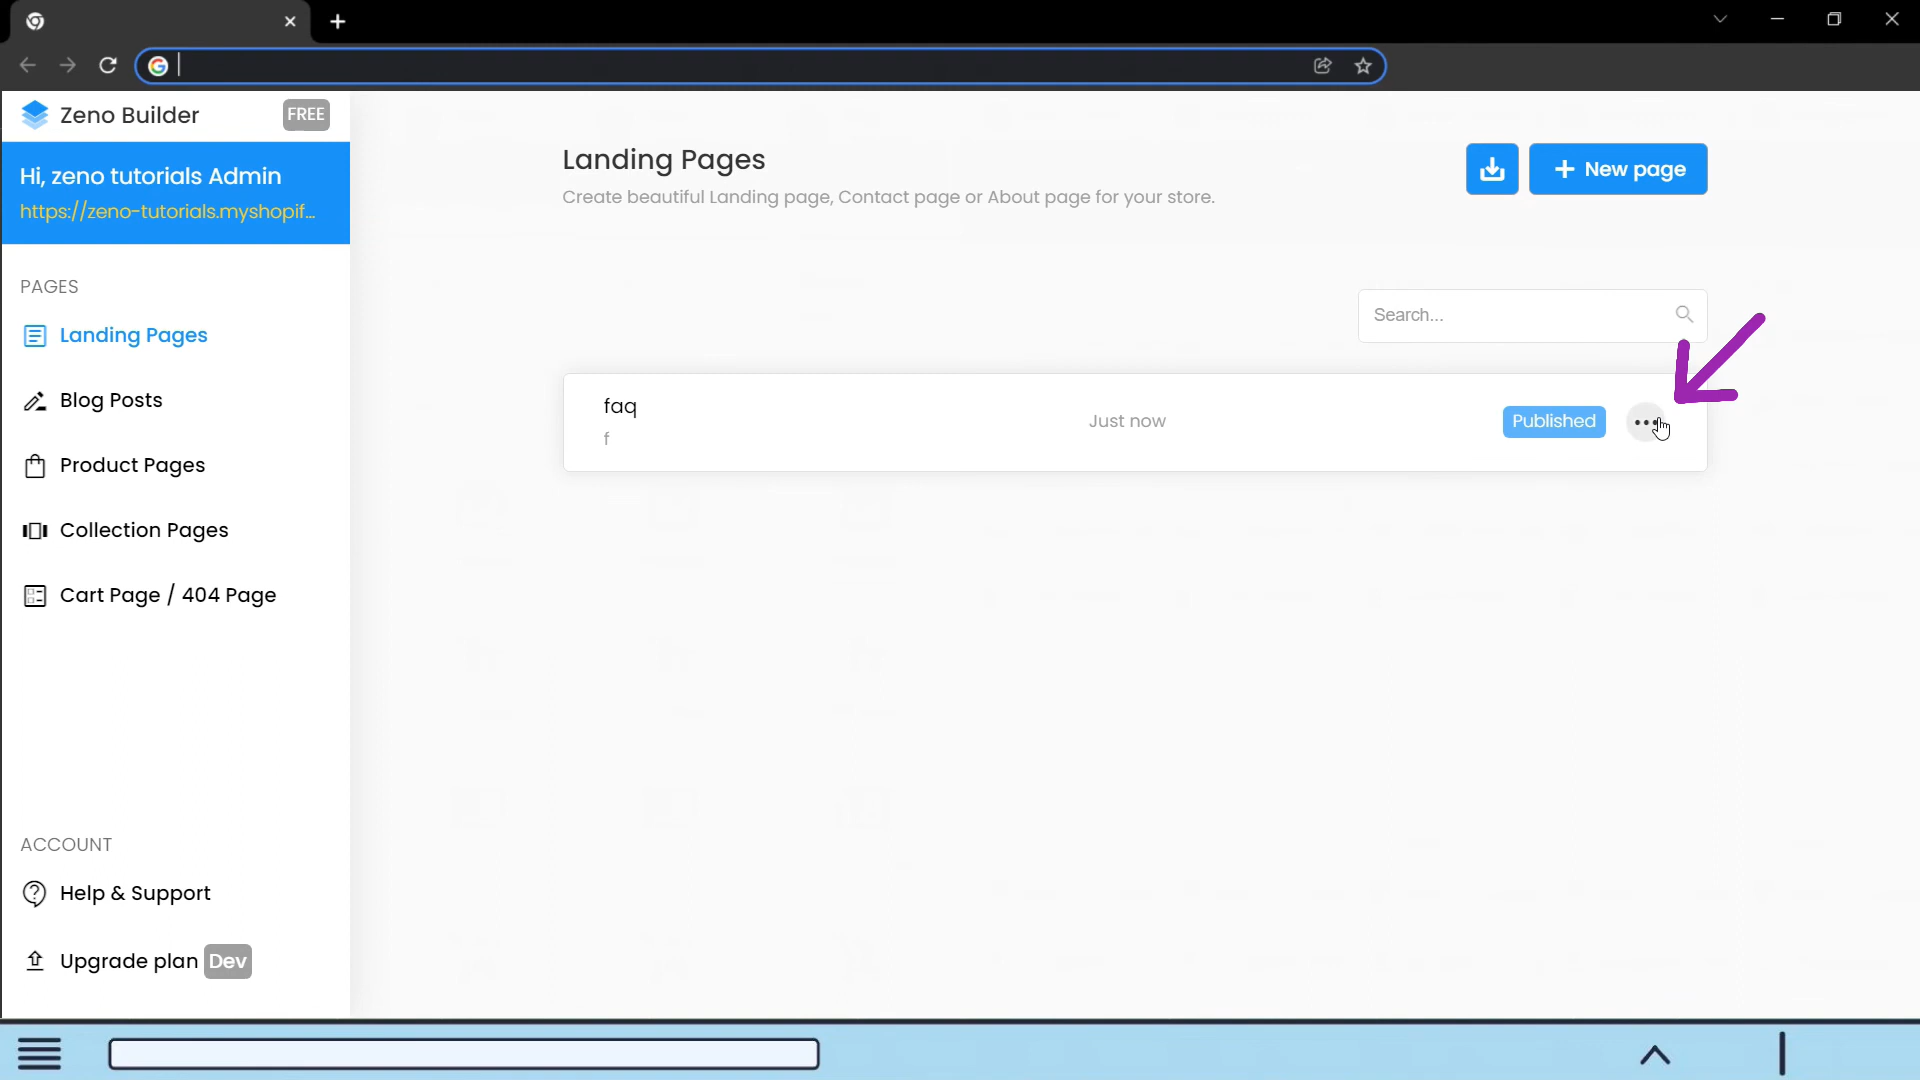 Zeno Builder
FREE
Hi, zeno tutorials Admin
https://zeno-tutorials.myshopif...
PAGES
Landing Pages
Blog Posts
Product Pages
Collection Pages
Cart Page / 404 Page
ACCOUNT
Help & Support
Upgrade plan Dev
Landing Pages
Create beautiful Landing page, Contact page or About page for your store.
+ New page
Search...
faq
f
Just now
Published